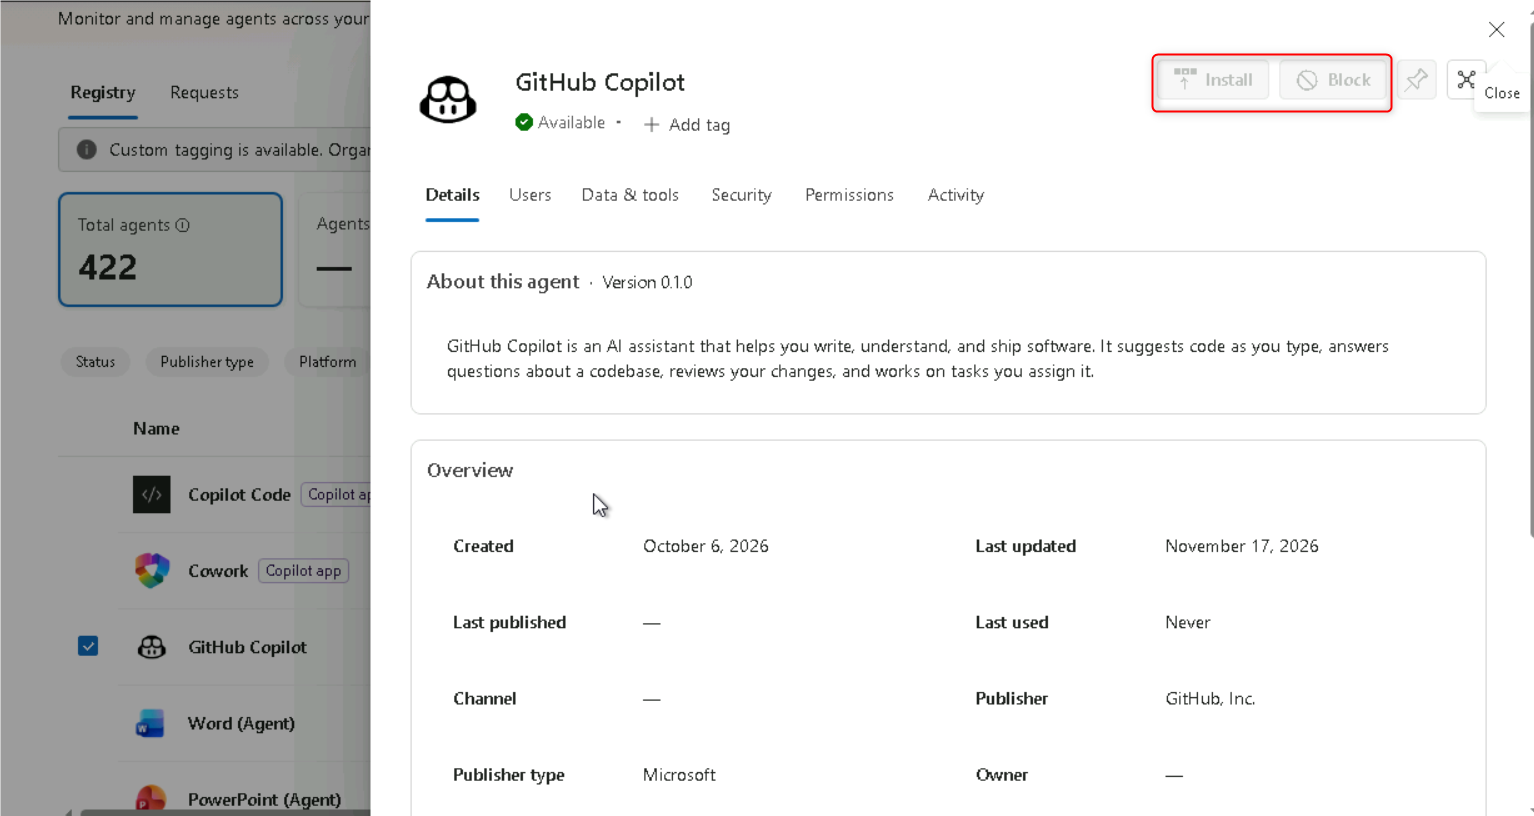 Monitor and manage agents across your
Registry
Requests
Custom tagging is available. Orga
Total agents
422
Agents
—
Status
Publisher type
Platform
Name
Copilot Code
Copilot ap
Cowork
Copilot app
GitHub Copilot
Word (Agent)
PowerPoint (Agent)
GitHub Copilot
Available · + Add tag
Install
Block
Close
Details
Users
Data & tools
Security
Permissions
Activity
About this agent · Version 0.1.0
GitHub Copilot is an AI assistant that helps you write, understand, and ship software. It suggests code as you type, answers
questions about a codebase, reviews your changes, and works on tasks you assign it.
Overview
Created October 6, 2026
Last updated November 17, 2026
Last published —
Last used Never
Channel —
Publisher GitHub, Inc.
Publisher type Microsoft
Owner —